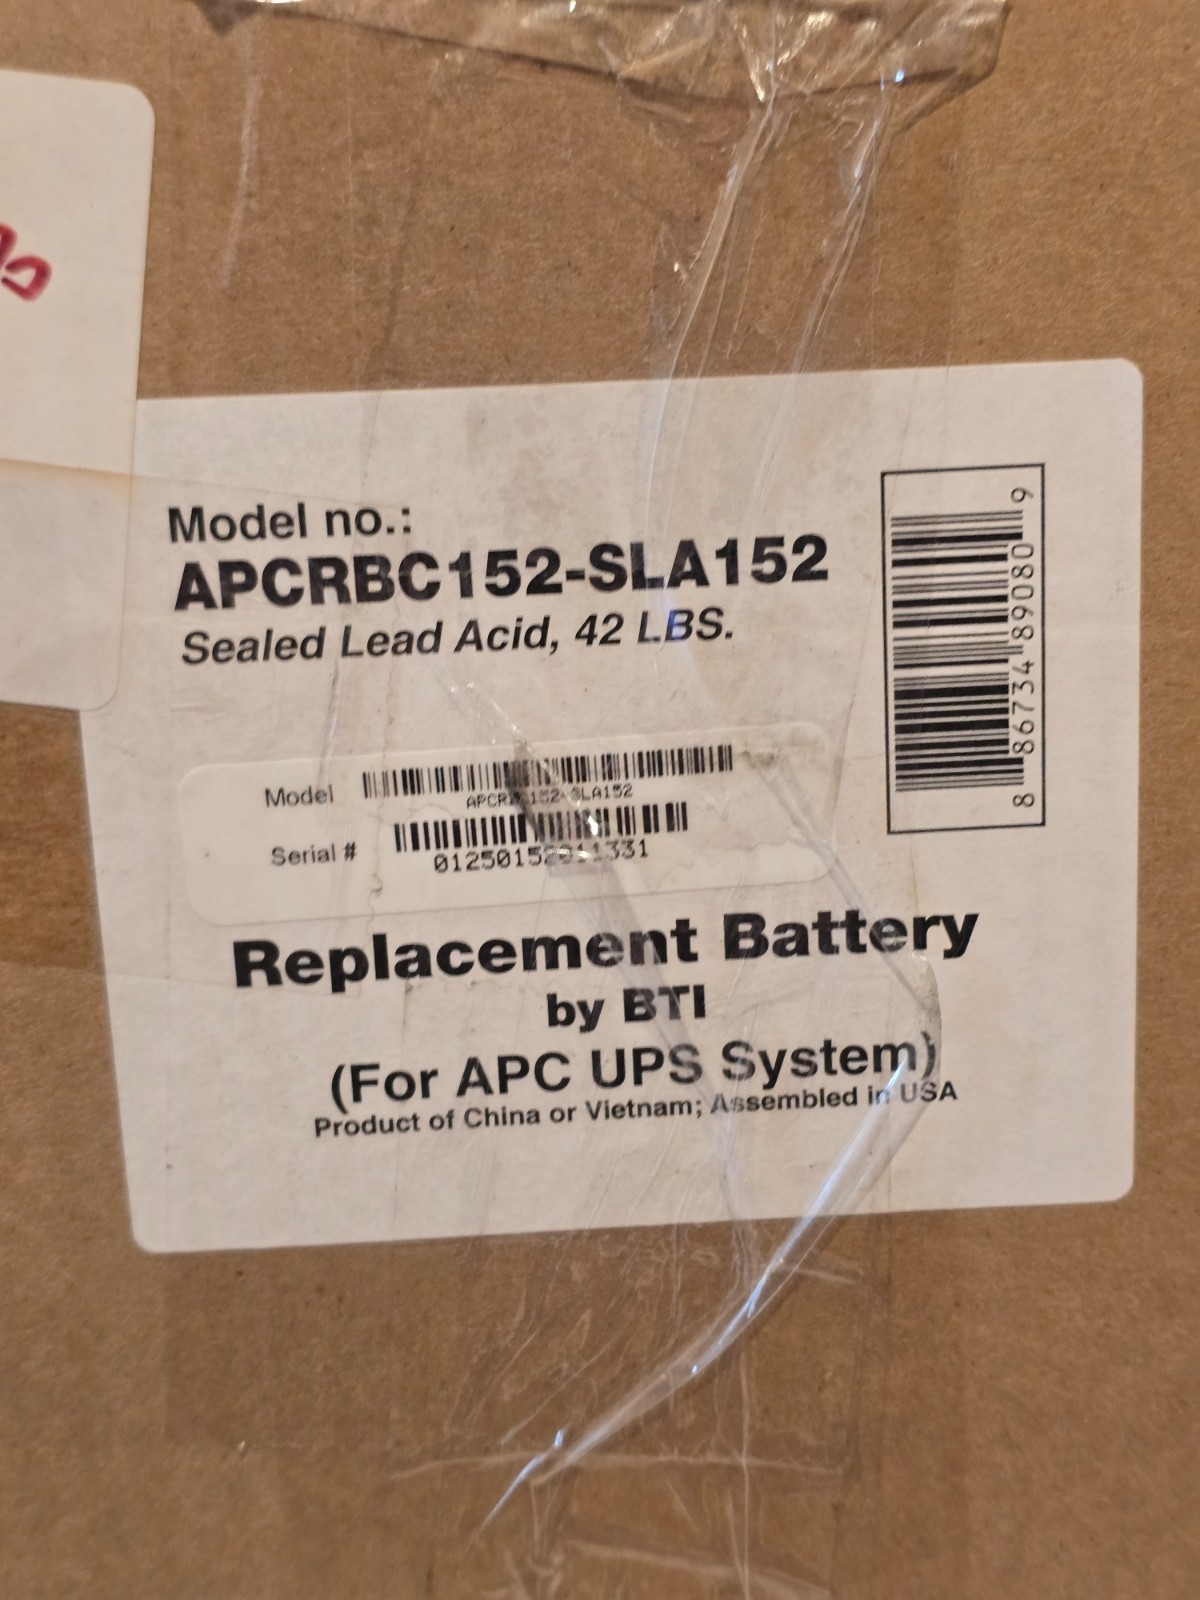 Model no.:
APCRBC152-SLA152
Sealed Lead Acid, 42 LBS.
8 86734 89080 9
Model
Serial #
Replacement Battery
by BTI
(For APC UPS System)
Product of China or Vietnam; Assembled in USA